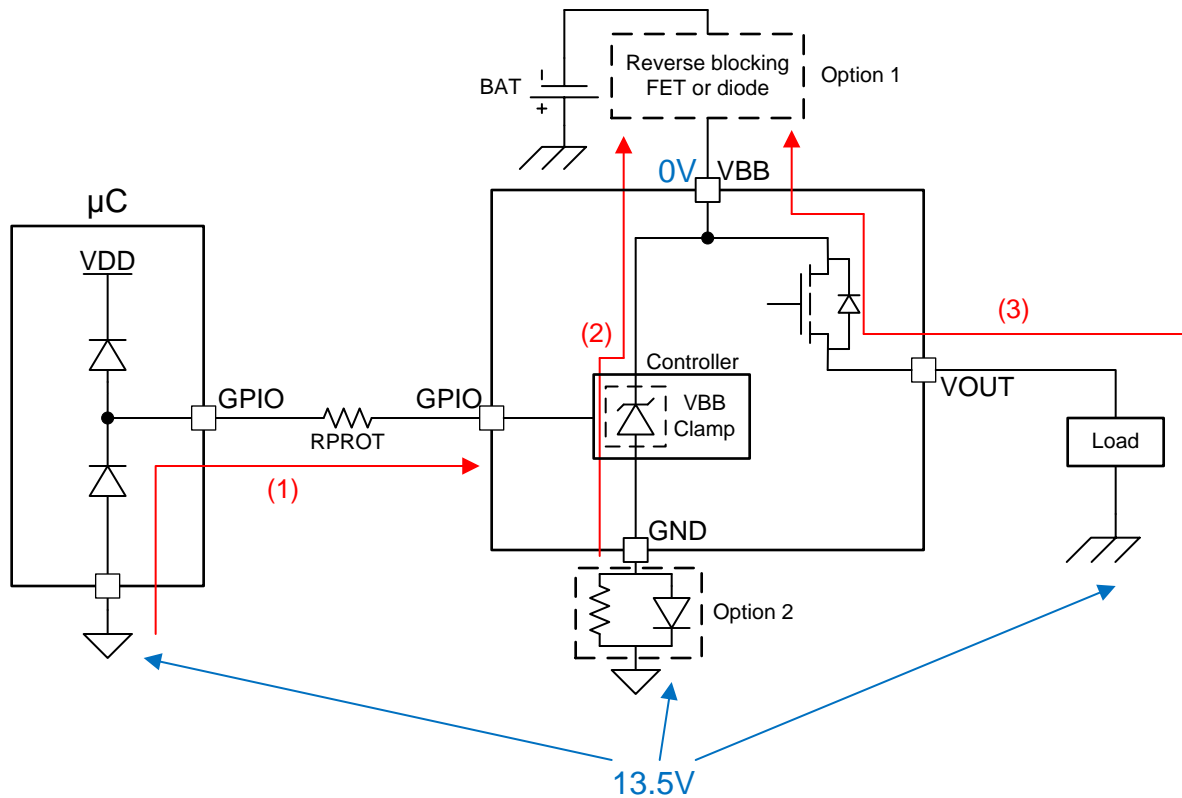 Reverse blocking
FET or diode
Option 1
BAT
-
+
0V
VBB
µC
VDD
(3)
(2)
Controller
VOUT
GPIO
GPIO
VBB
Clamp
RPROT
Load
(1)
GND
Option 2
13.5V